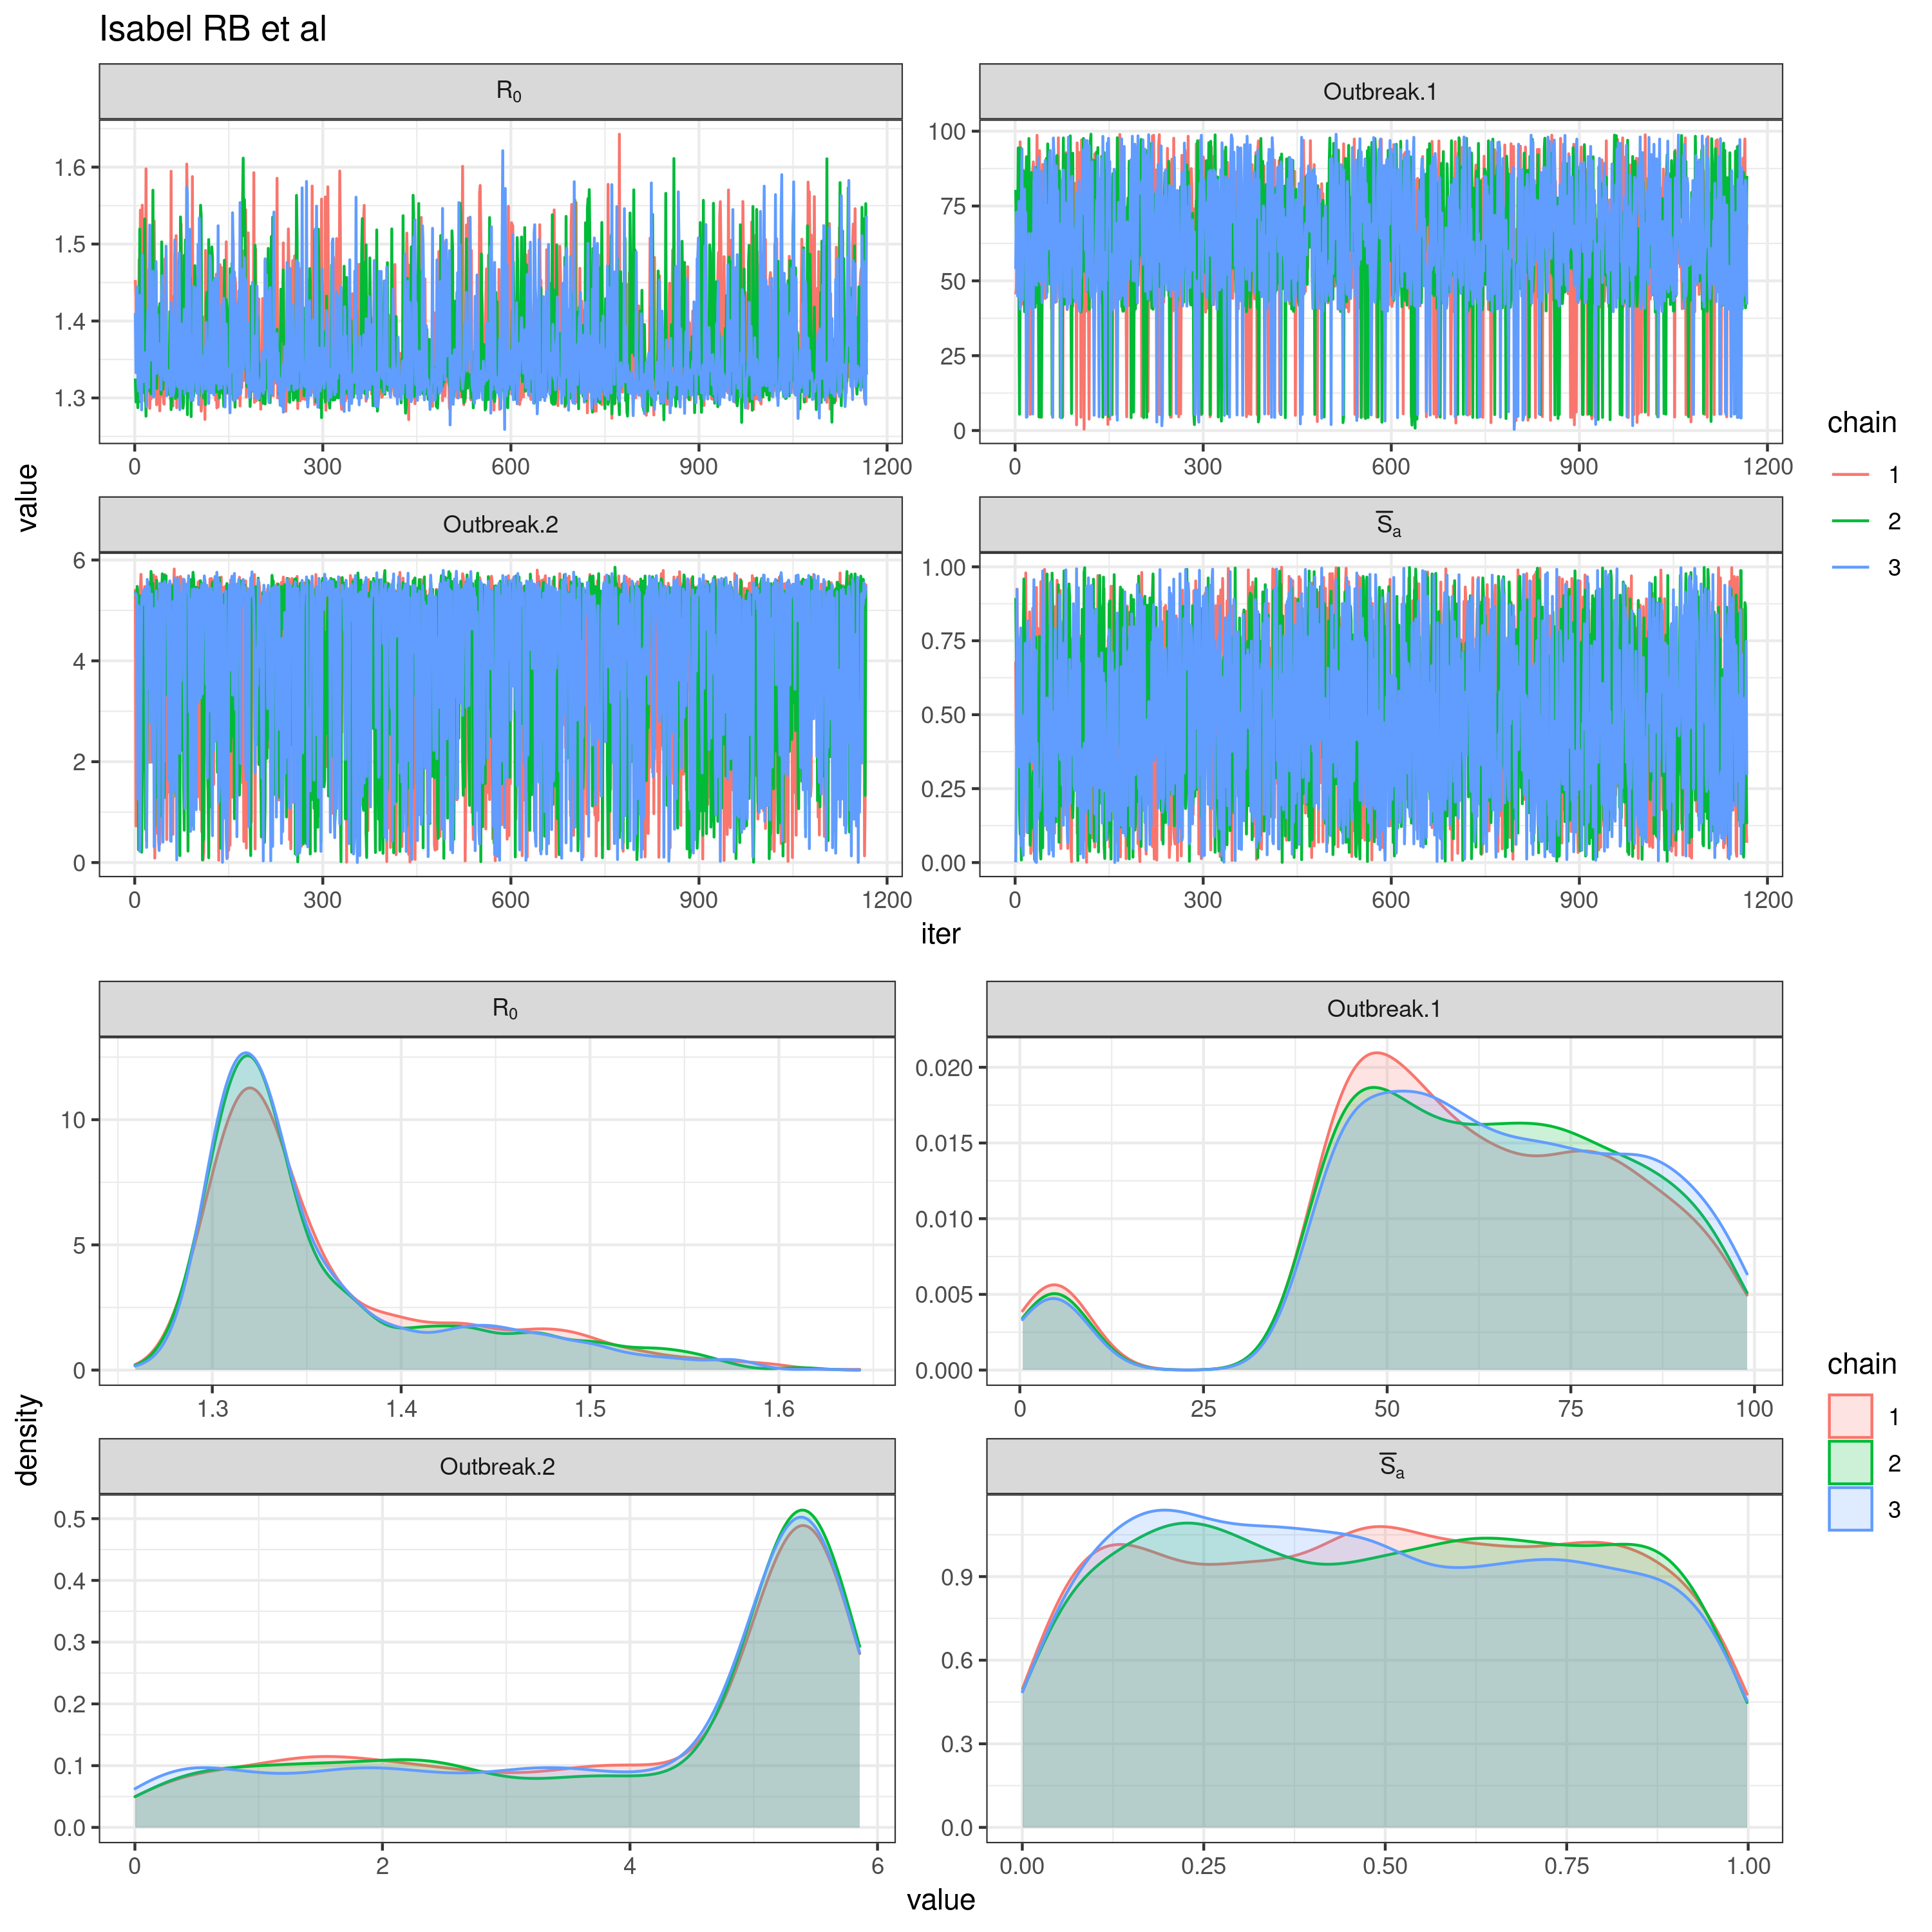 Isabel RB et al
R₀
Outbreak.1
1.6
1.5
1.4
1.3
0 300 600 900 1200
100
75
50
25
0
0 300 600 900 1200
value
Outbreak.2
S̅ₐ
6
4
2
0
0 300 600 900 1200
1.00
0.75
0.50
0.25
0.00
0 300 600 900 1200
iter
chain
1
2
3
R₀
Outbreak.1
10
5
0
1.3 1.4 1.5 1.6
0.020
0.015
0.010
0.005
0.000
0 25 50 75 100
density
Outbreak.2
S̅ₐ
0.5
0.4
0.3
0.2
0.1
0.0
0 2 4 6
0.9
0.6
0.3
0.0
0.00 0.25 0.50 0.75 1.00
value
chain
1
2
3